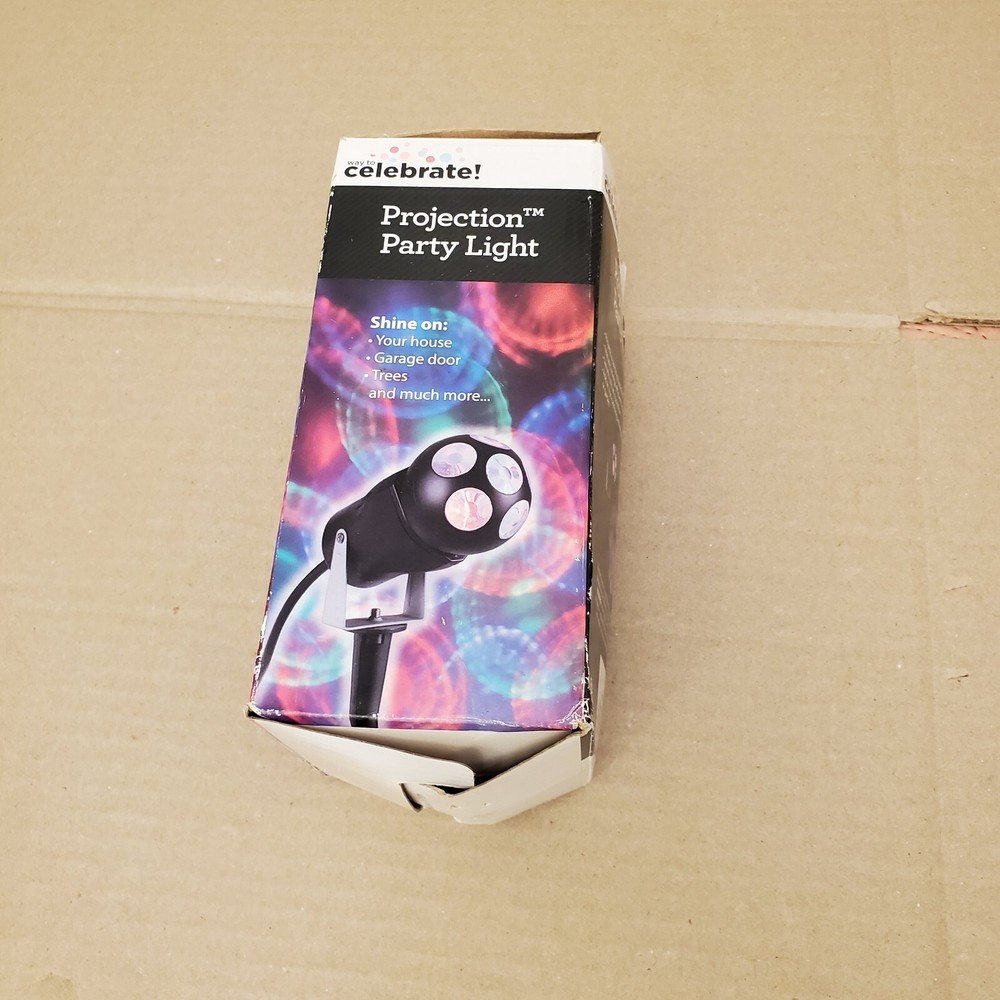 way to
celebrate!
Projection™
Party Light
Shine on:
• Your house
• Garage door
• Trees
and much more...